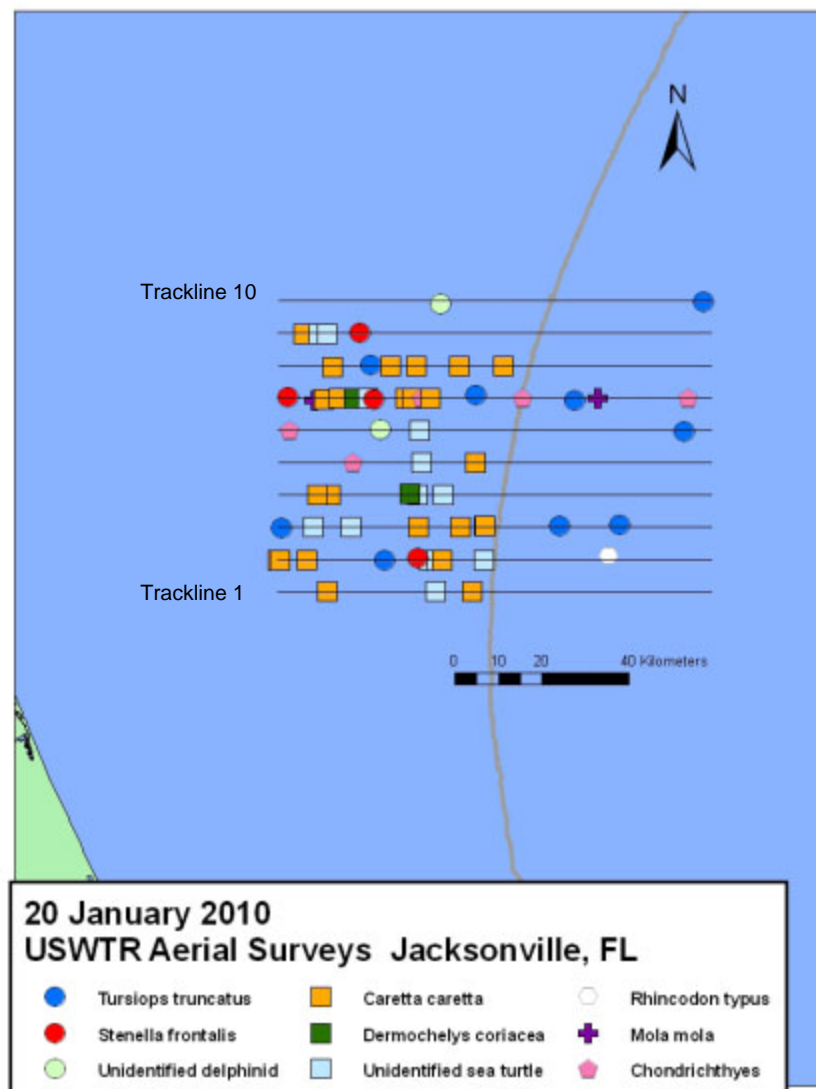 N
Trackline 10
Trackline 1
0 10 20 40 Kilometers
20 January 2010
USWTR Aerial Surveys Jacksonville, FL
Tursiops truncatus Caretta caretta Rhincodon typus
Stenella frontalis Dermochelys coriacea Mola mola
Unidentified delphinid Unidentified sea turtle Chondrichthyes